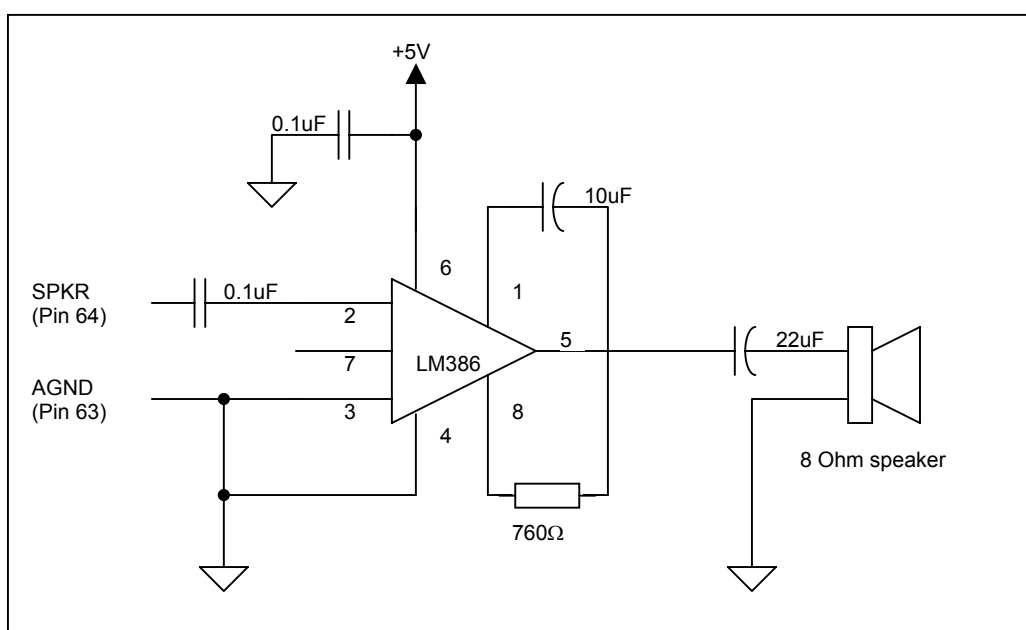 +5V
0.1uF
10uF
6
SPKR
(Pin 64)
0.1uF
1
2
7
LM386
5
22uF
AGND
(Pin 63)
3
8
4
8 Ohm speaker
760Ω